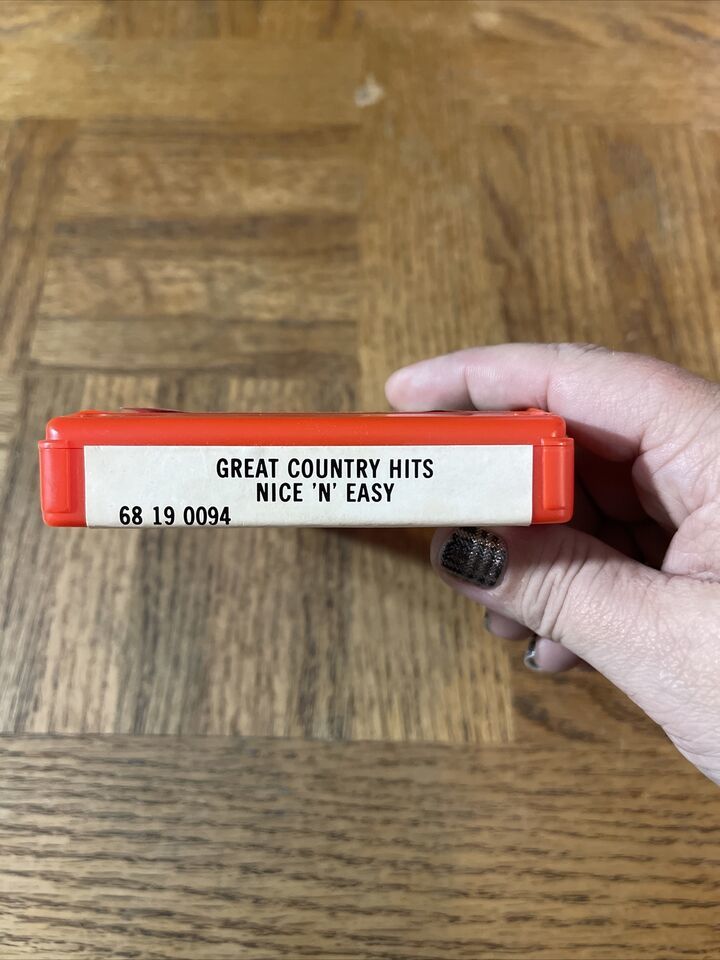 GREAT COUNTRY HITS
NICE 'N' EASY
68 19 0094